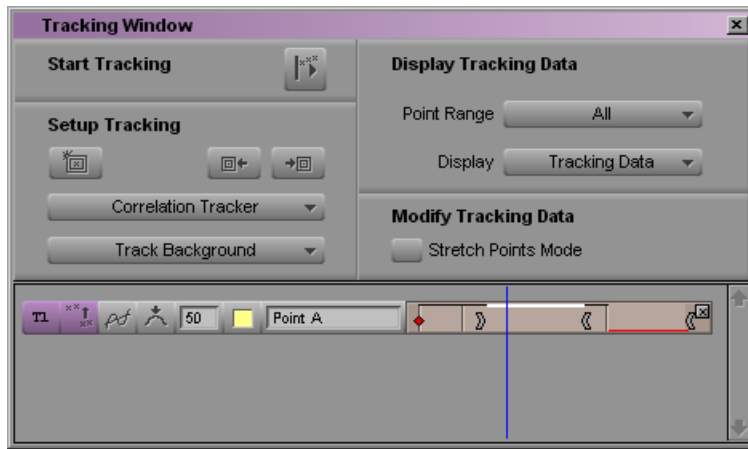 Tracking Window
Start Tracking
Setup Tracking
Correlation Tracker
Track Background
Display Tracking Data
Point Range All
Display Tracking Data
Modify Tracking Data
Stretch Points Mode
T1 50 Point A